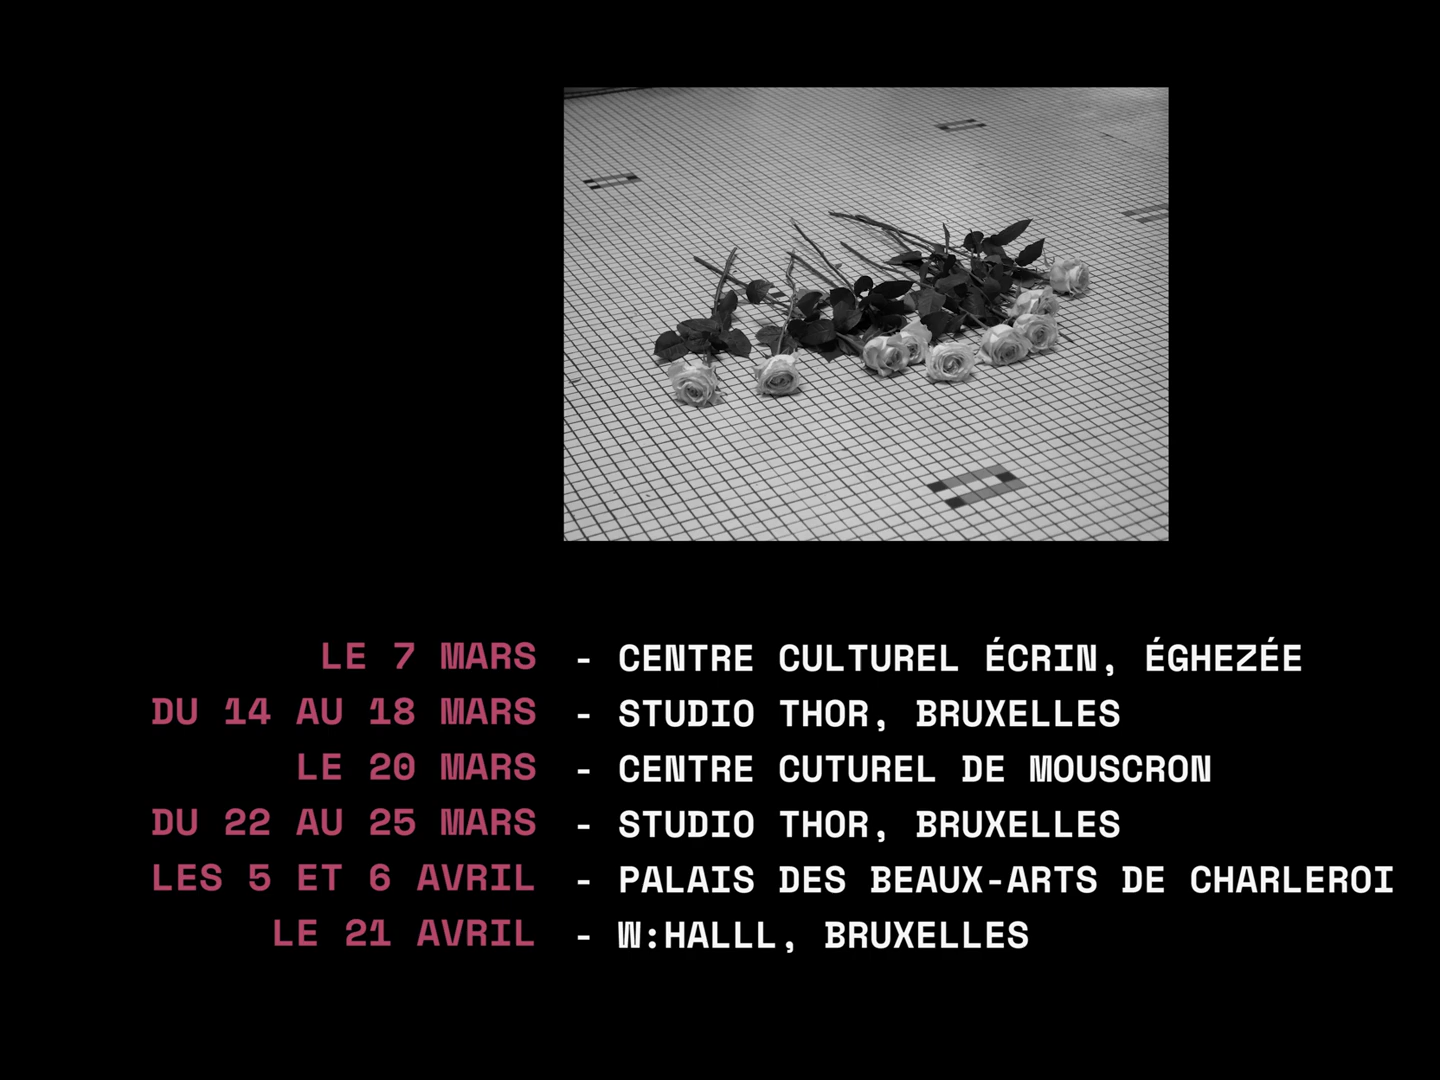 LE 7 MARS - CENTRE CULTUREL ÉCRIN, ÉGHEZÉE
DU 14 AU 18 MARS - STUDIO THOR, BRUXELLES
LE 20 MARS - CENTRE CUTUREL DE MOUSCRON
DU 22 AU 25 MARS - STUDIO THOR, BRUXELLES
LES 5 ET 6 AVRIL - PALAIS DES BEAUX-ARTS DE CHARLEROI
LE 21 AVRIL - W:HALLL, BRUXELLES